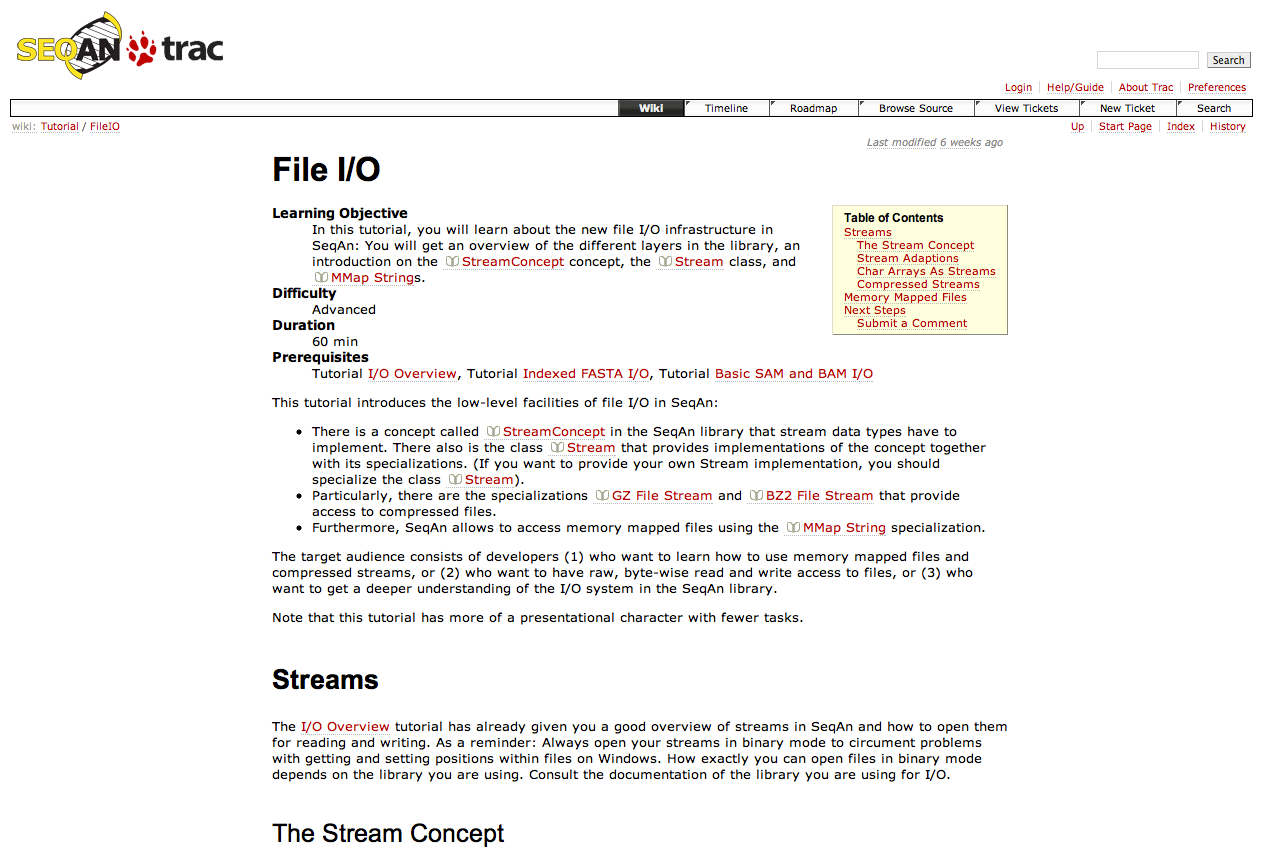 SEQAN trac
Search
Login Help/Guide About Trac Preferences
Wiki Timeline Roadmap Browse Source View Tickets New Ticket Search
wiki: Tutorial / FileIO
Up Start Page Index History
Last modified 6 weeks ago
File I/O
Learning Objective
In this tutorial, you will learn about the new file I/O infrastructure in
SeqAn: You will get an overview of the different layers in the library, an
introduction on the StreamConcept concept, the Stream class, and
MMap Strings.
Difficulty
Advanced
Duration
60 min
Prerequisites
Tutorial I/O Overview, Tutorial Indexed FASTA I/O, Tutorial Basic SAM and BAM I/O
Table of Contents
Streams
The Stream Concept
Stream Adaptions
Char Arrays As Streams
Compressed Streams
Memory Mapped Files
Next Steps
Submit a Comment
This tutorial introduces the low-level facilities of file I/O in SeqAn:
• There is a concept called StreamConcept in the SeqAn library that stream data types have to
implement. There also is the class Stream that provides implementations of the concept together
with its specializations. (If you want to provide your own Stream implementation, you should
specialize the class Stream).
• Particularly, there are the specializations GZ File Stream and BZ2 File Stream that provide
access to compressed files.
• Furthermore, SeqAn allows to access memory mapped files using the MMap String specialization.
The target audience consists of developers (1) who want to learn how to use memory mapped files and
compressed streams, or (2) who want to have raw, byte-wise read and write access to files, or (3) who
want to get a deeper understanding of the I/O system in the SeqAn library.
Note that this tutorial has more of a presentational character with fewer tasks.
Streams
The I/O Overview tutorial has already given you a good overview of streams in SeqAn and how to open them
for reading and writing. As a reminder: Always open your streams in binary mode to circument problems
with getting and setting positions within files on Windows. How exactly you can open files in binary mode
depends on the library you are using. Consult the documentation of the library you are using for I/O.
The Stream Concept